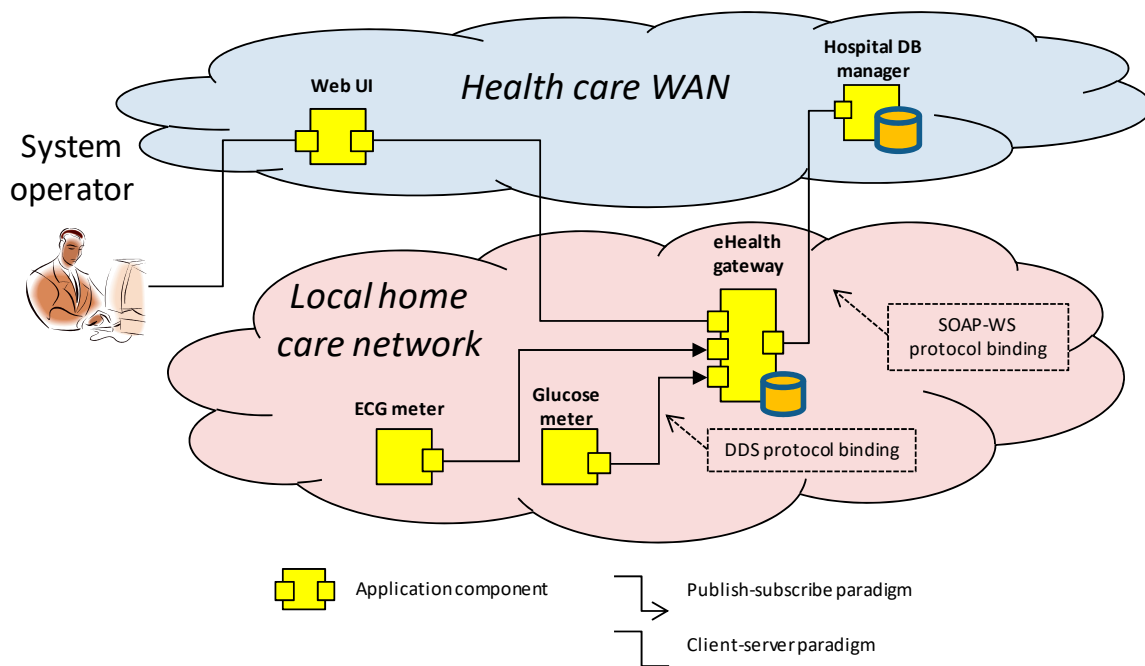 Hospital DB
manager
Web UI
Health care WAN
System
operator
eHealth
gateway
Local home
care network
SOAP-WS
protocol binding
ECG meter
Glucose
meter
DDS protocol binding
Application component
Publish-subscribe paradigm
Client-server paradigm